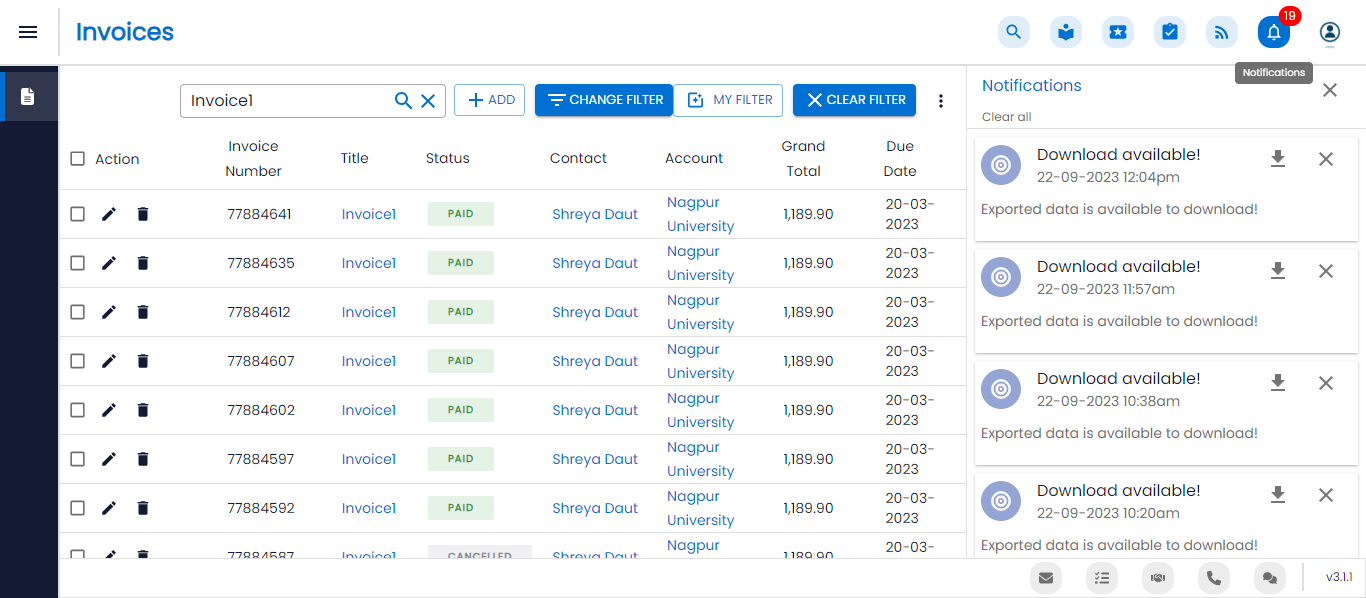 Invoices
19
Notifications
Invoice1
ADD
CHANGE FILTER
MY FILTER
CLEAR FILTER
Action Invoice Number Title Status Contact Account Grand Total Due Date
77884641 Invoice1 PAID Shreya Daut Nagpur University 1,189.90 20-03-2023
77884635 Invoice1 PAID Shreya Daut Nagpur University 1,189.90 20-03-2023
77884612 Invoice1 PAID Shreya Daut Nagpur University 1,189.90 20-03-2023
77884607 Invoice1 PAID Shreya Daut Nagpur University 1,189.90 20-03-2023
77884602 Invoice1 PAID Shreya Daut Nagpur University 1,189.90 20-03-2023
77884597 Invoice1 PAID Shreya Daut Nagpur University 1,189.90 20-03-2023
77884592 Invoice1 PAID Shreya Daut Nagpur University 1,189.90 20-03-2023
77884587 Invoice1 CANCELLED Shreya Daut Nagpur 1,189.90 20-03-
Notifications
Clear all
Download available!
22-09-2023 12:04pm
Exported data is available to download!
Download available!
22-09-2023 11:57am
Exported data is available to download!
Download available!
22-09-2023 10:38am
Exported data is available to download!
Download available!
22-09-2023 10:20am
Exported data is available to download!
v3.1.1